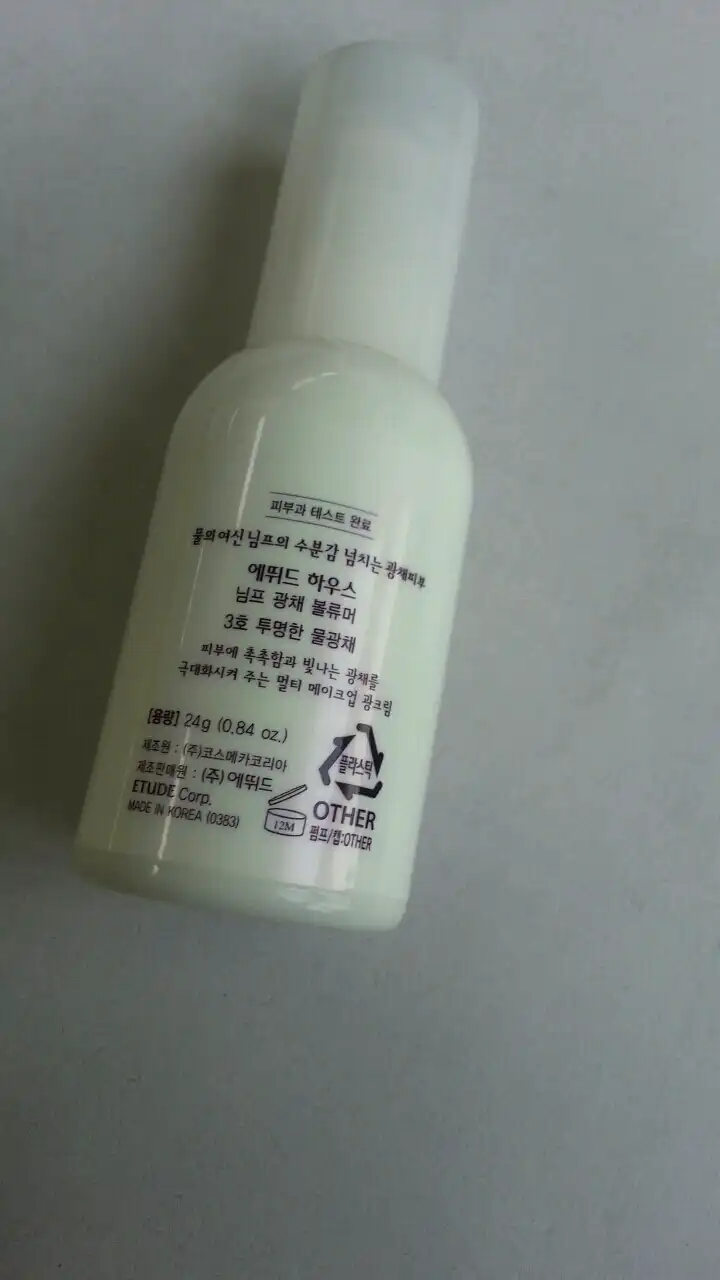 피부과 테스트 완료
물의 여신 님프의 수분감 넘치는 광채피부
에뛰드 하우스
님프 광채 볼류머
3호 투명한 물광채
피부에 촉촉함과 빛나는 광채를
극대화시켜 주는 멀티 메이크업 광크림
[용량] 24g (0.84 oz.)
제조원 : (주)코스메카코리아
제조판매원 : (주)에뛰드
ETUDE Corp.
MADE IN KOREA (0383)
12M
플라스틱
OTHER
펌프/캡:OTHER